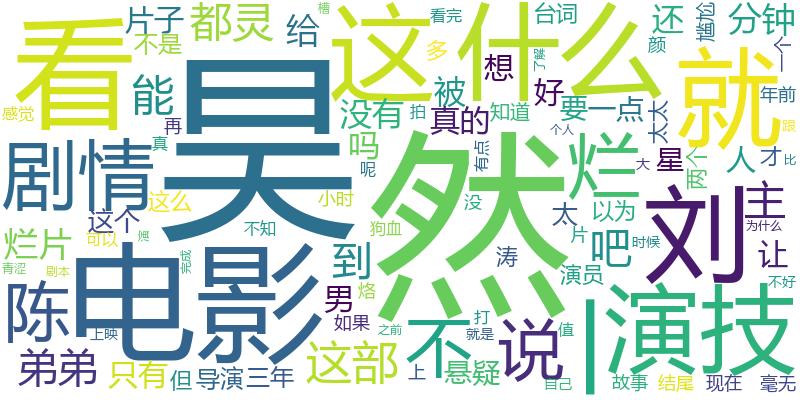 片子 都灵 给 这 什么 看完 台词 还 颜 尴尬 分钟
槽 多 了解 一个
不是 看 昊 能 想 好 就 年前
感觉 再 没有 被 真的 知道 要 一点 太太 跟
剧情 真 吗 有点 个人 烂 星 两个 人 才 比
这个 这么 呢 小时 然 没 大
烂片 可以 不知 狗血 太 以为 刘 主 为什么
青涩 剧本 完成 到 涛 片 吧 时候 让
陈 电影 男 烙 演员 不好
上映 如果 之前 不 打 说 值 演技
弟弟 只有 但 导演 三年 这部 上 悬疑 就是 自己 故事 结尾 现在 毫无